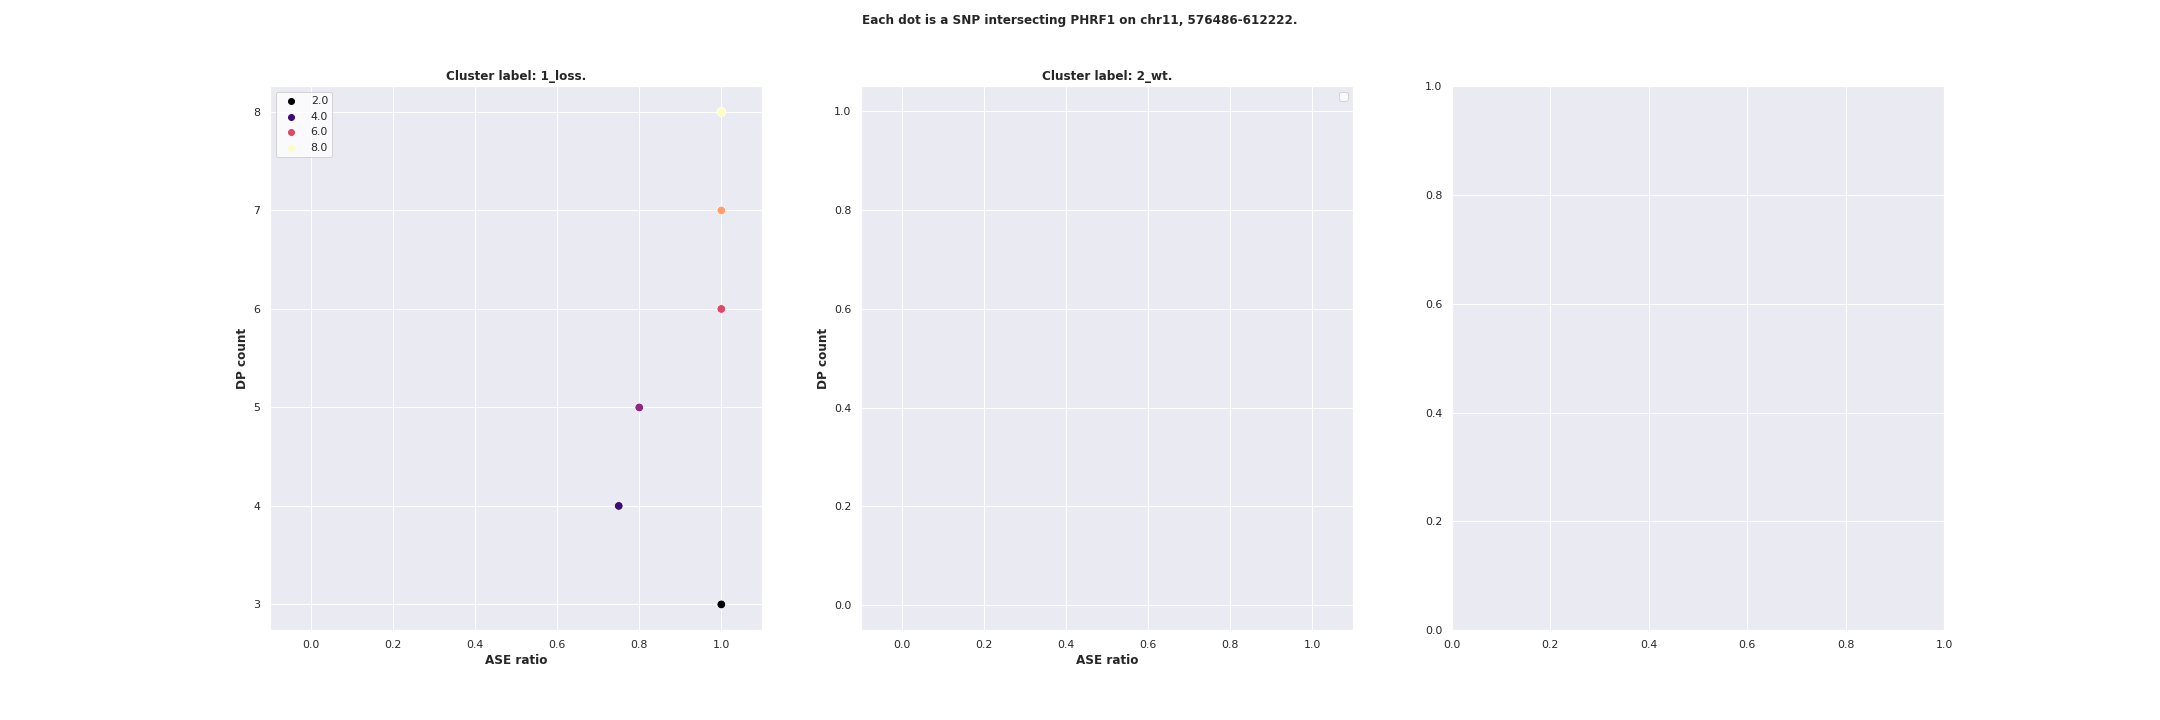 Each dot is a SNP intersecting PHRF1 on chr11, 576486-612222.
Cluster label: 1_loss.
2.0
4.0
6.0
8.0
8
7
6
5
4
3
DP count
0.0 0.2 0.4 0.6 0.8 1.0
ASE ratio
Cluster label: 2_wt.
1.0
0.8
0.6
0.4
0.2
0.0
DP count
0.0 0.2 0.4 0.6 0.8 1.0
ASE ratio
1.0
0.8
0.6
0.4
0.2
0.0
0.0 0.2 0.4 0.6 0.8 1.0